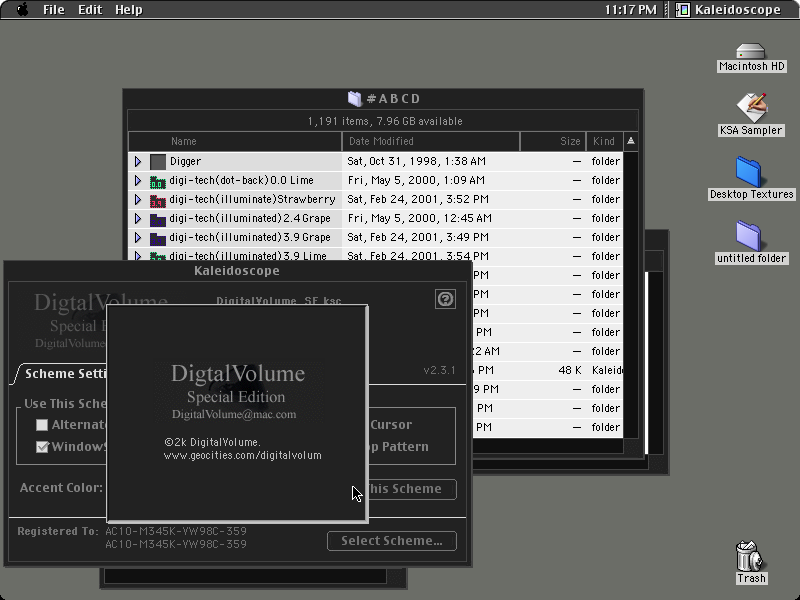 File Edit Help 11:17 PM Kaleidoscope
Macintosh HD
KSA Sampler
Desktop Textures
untitled folder
Trash
#ABCD
1,191 items, 7.96 GB available
Name Date Modified Size Kind
Digger Sat, Oct 31, 1998, 1:38 AM — folder
digi-tech(dot-back)0.0 Lime Fri, May 5, 2000, 1:09 AM — folder
digi-tech(illuminate)Strawberry Sat, Feb 24, 2001, 3:52 PM — folder
digi-tech(illuminated)2.4 Grape Fri, May 5, 2000, 12:45 AM — folder
digi-tech(illuminated)3.9 Grape Sat, Feb 24, 2001, 3:49 PM — folder
digi-tech(illuminated)3.9 Lime Sat, Feb 24, 2001, 3:54 PM — folder
PM — folder
PM — folder
PM — folder
PM — folder
22 AM — folder
PM 48 K Kaleid
9 PM — folder
PM — folder
PM — folder
Kaleidoscope
DigtalVolume
Special E
DigitalVolume
DigitalVolume SE.ksc
v2.3.1
Scheme Setti
Use This Sche
Alternat
WindowS
Cursor
op Pattern
Accent Color:
his Scheme
Registered To: AC10-M345K-YW98C-359
AC10-M345K-YW98C-359
Select Scheme...
DigtalVolume
Special Edition
DigitalVolume@mac.com
©2k DigitalVolume.
www.geocities.com/digitalvolum